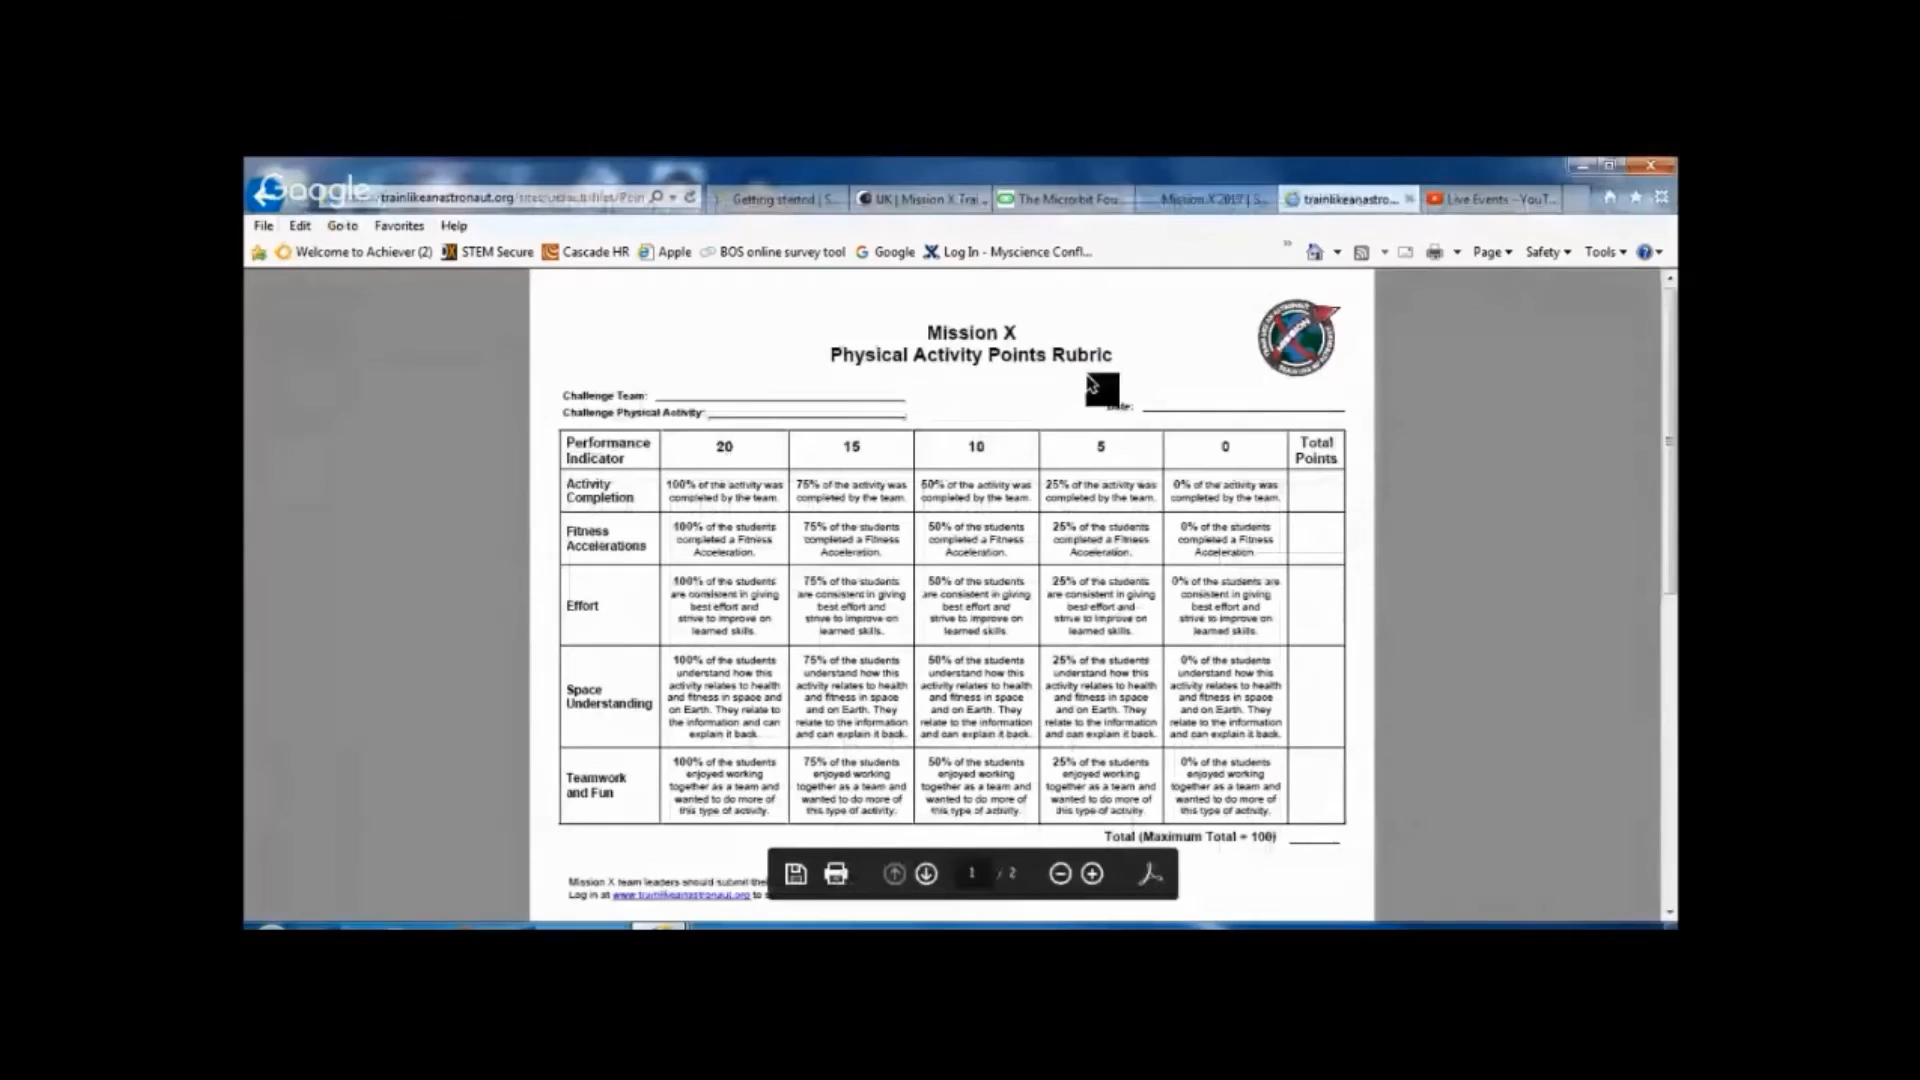 Google
trainlikeanastronaut.org/sites/default/files/Poin
Getting started | S...
UK | Mission X Trai...
The Micro:bit Fou...
Mission X 2017 | S...
trainlikeanastro...
Live Events - YouT...
File Edit Go to Favorites Help
Welcome to Achiever (2) STEM Secure Cascade HR Apple BOS online survey tool Google Log In - Myscience Confl... Page Safety Tools
Mission X
Physical Activity Points Rubric
MISSION
Challenge Team:
Challenge Physical Activity:
Date:
Performance Indicator 20 15 10 5 0 Total Points
Activity Completion
100% of the activity was completed by the team.
75% of the activity was completed by the team.
50% of the activity was completed by the team.
25% of the activity was completed by the team.
0% of the activity was completed by the team.
Fitness Accelerations
100% of the students completed a Fitness Acceleration.
75% of the students completed a Fitness Acceleration.
50% of the students completed a Fitness Acceleration.
25% of the students completed a Fitness Acceleration.
0% of the students completed a Fitness Acceleration.
Effort
100% of the students are consistent in giving best effort and strive to improve on learned skills.
75% of the students are consistent in giving best effort and strive to improve on learned skills.
50% of the students are consistent in giving best effort and strive to improve on learned skills.
25% of the students are consistent in giving best effort and strive to improve on learned skills.
0% of the students are consistent in giving best effort and strive to improve on learned skills.
Space Understanding
100% of the students understand how this activity relates to health and fitness in space and on Earth. They relate to the information and can explain it back.
75% of the students understand how this activity relates to health and fitness in space and on Earth. They relate to the information and can explain it back.
50% of the students understand how this activity relates to health and fitness in space and on Earth. They relate to the information and can explain it back.
25% of the students understand how this activity relates to health and fitness in space and on Earth. They relate to the information and can explain it back.
0% of the students understand how this activity relates to health and fitness in space and on Earth. They relate to the information and can explain it back.
Teamwork and Fun
100% of the students enjoyed working together as a team and wanted to do more of this type of activity.
75% of the students enjoyed working together as a team and wanted to do more of this type of activity.
50% of the students enjoyed working together as a team and wanted to do more of this type of activity.
25% of the students enjoyed working together as a team and wanted to do more of this type of activity.
0% of the students enjoyed working together as a team and wanted to do more of this type of activity.
Total (Maximum Total = 100)
1 / 2
Mission X team leaders should submit thei
Log in at www.trainlikeanastronaut.org to